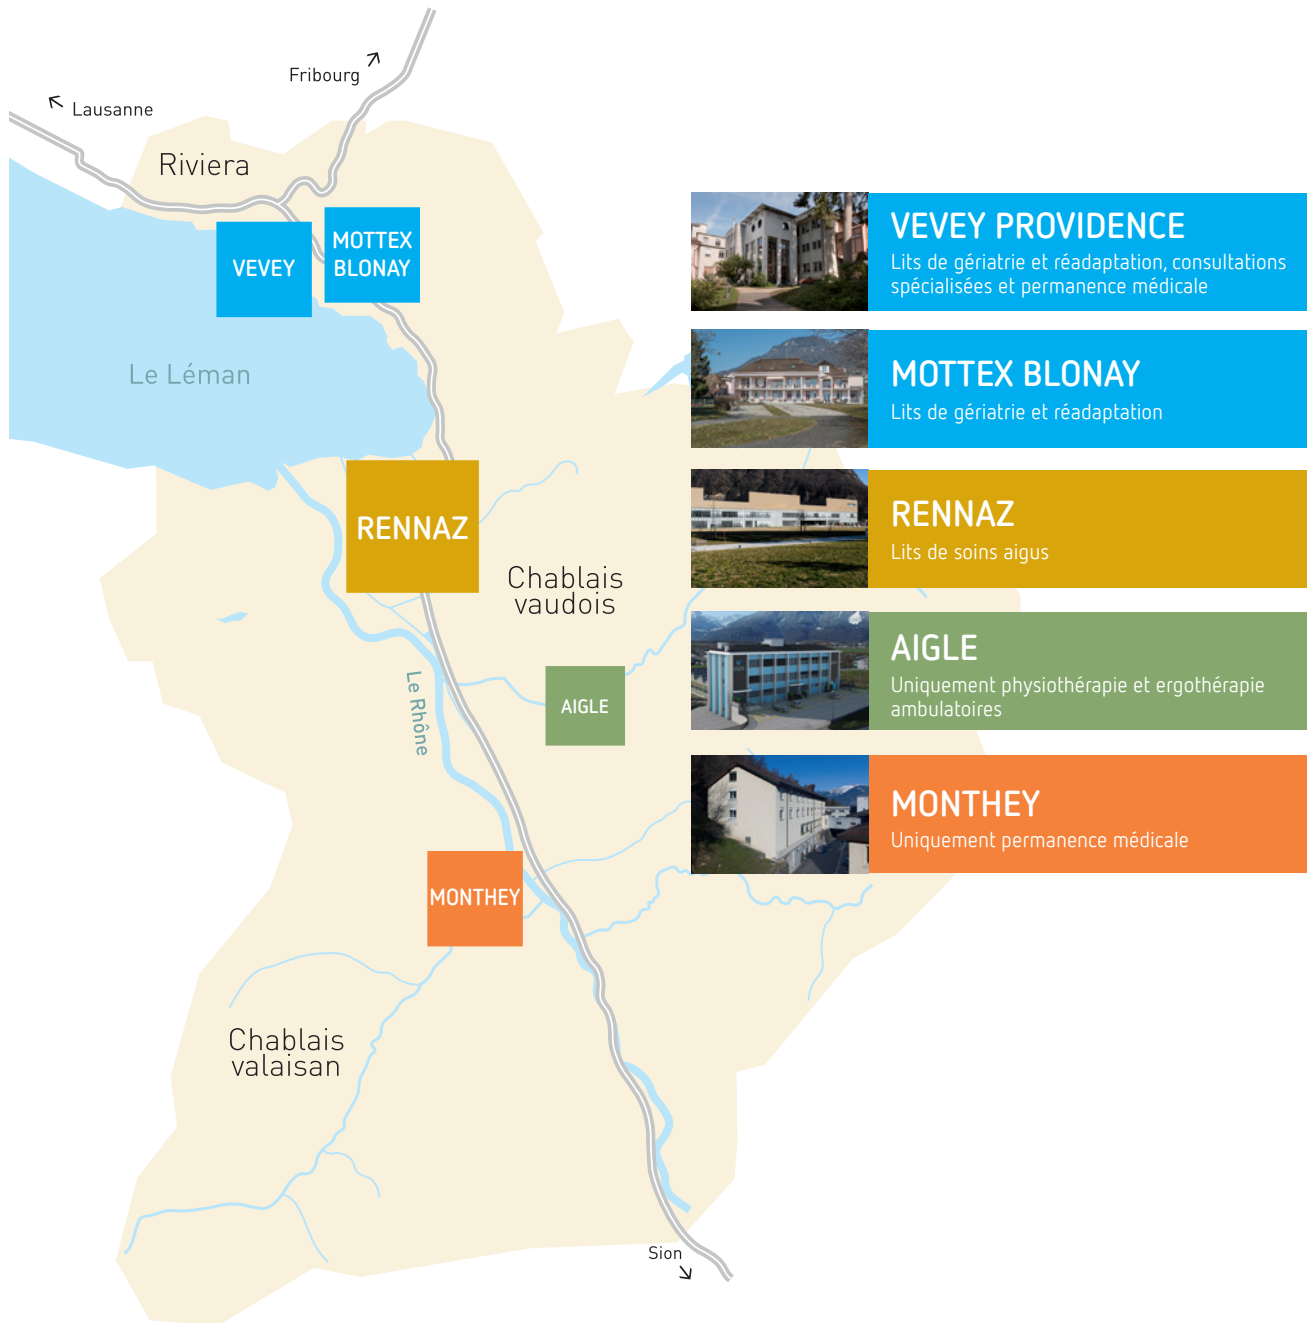 Fribourg
Lausanne
Riviera
VEVEY
MOTTEX
BLONAY
Le Léman
RENNAZ
Chablais
vaudois
Le Rhône
AIGLE
MONTHEY
Chablais
valaisan
Sion
VEVEY PROVIDENCE
Lits de gériatrie et réadaptation, consultations
spécialisées et permanence médicale
MOTTEX BLONAY
Lits de gériatrie et réadaptation
RENNAZ
Lits de soins aigus
AIGLE
Uniquement physiothérapie et ergothérapie
ambulatoires
MONTHEY
Uniquement permanence médicale